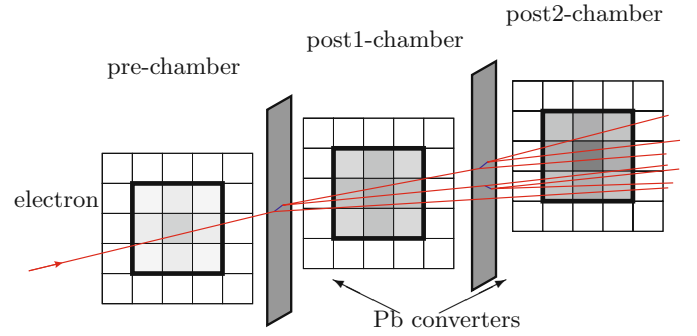 post2-chamber
post1-chamber
pre-chamber
electron
Pb converters